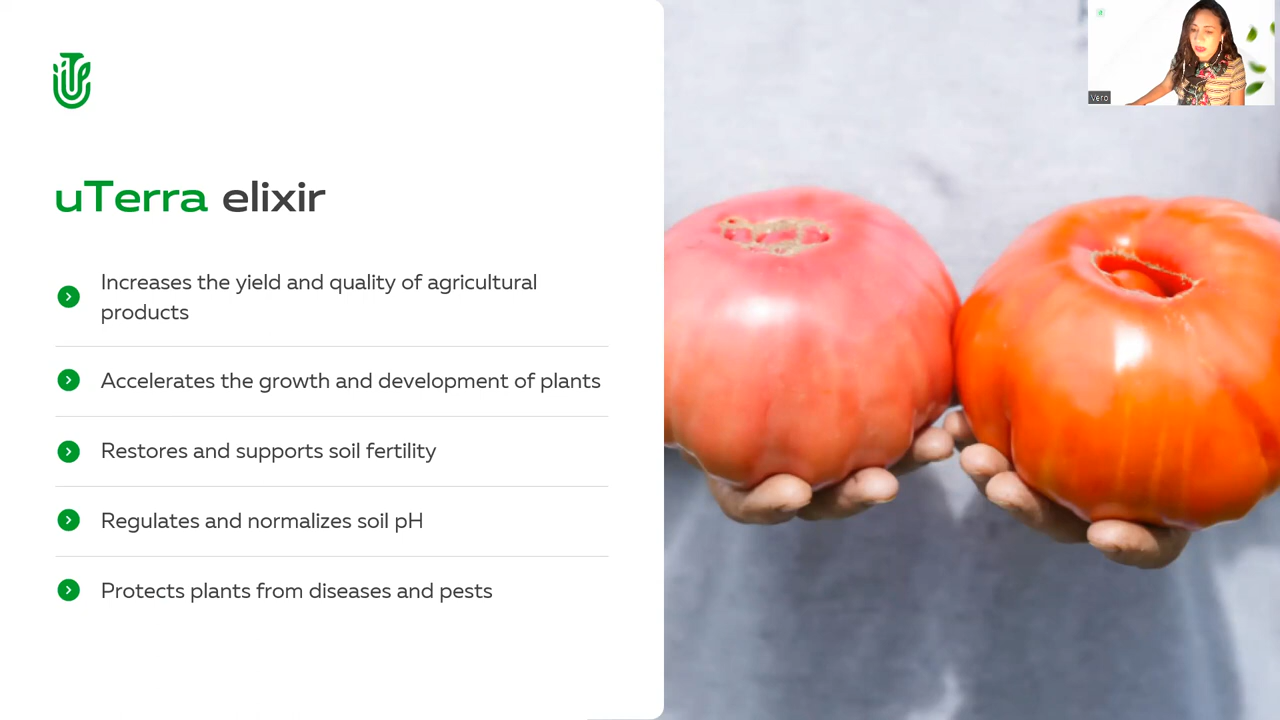 uTerra elixir
Increases the yield and quality of agricultural
products
Accelerates the growth and development of plants
Restores and supports soil fertility
Regulates and normalizes soil pH
Protects plants from diseases and pests
Vero